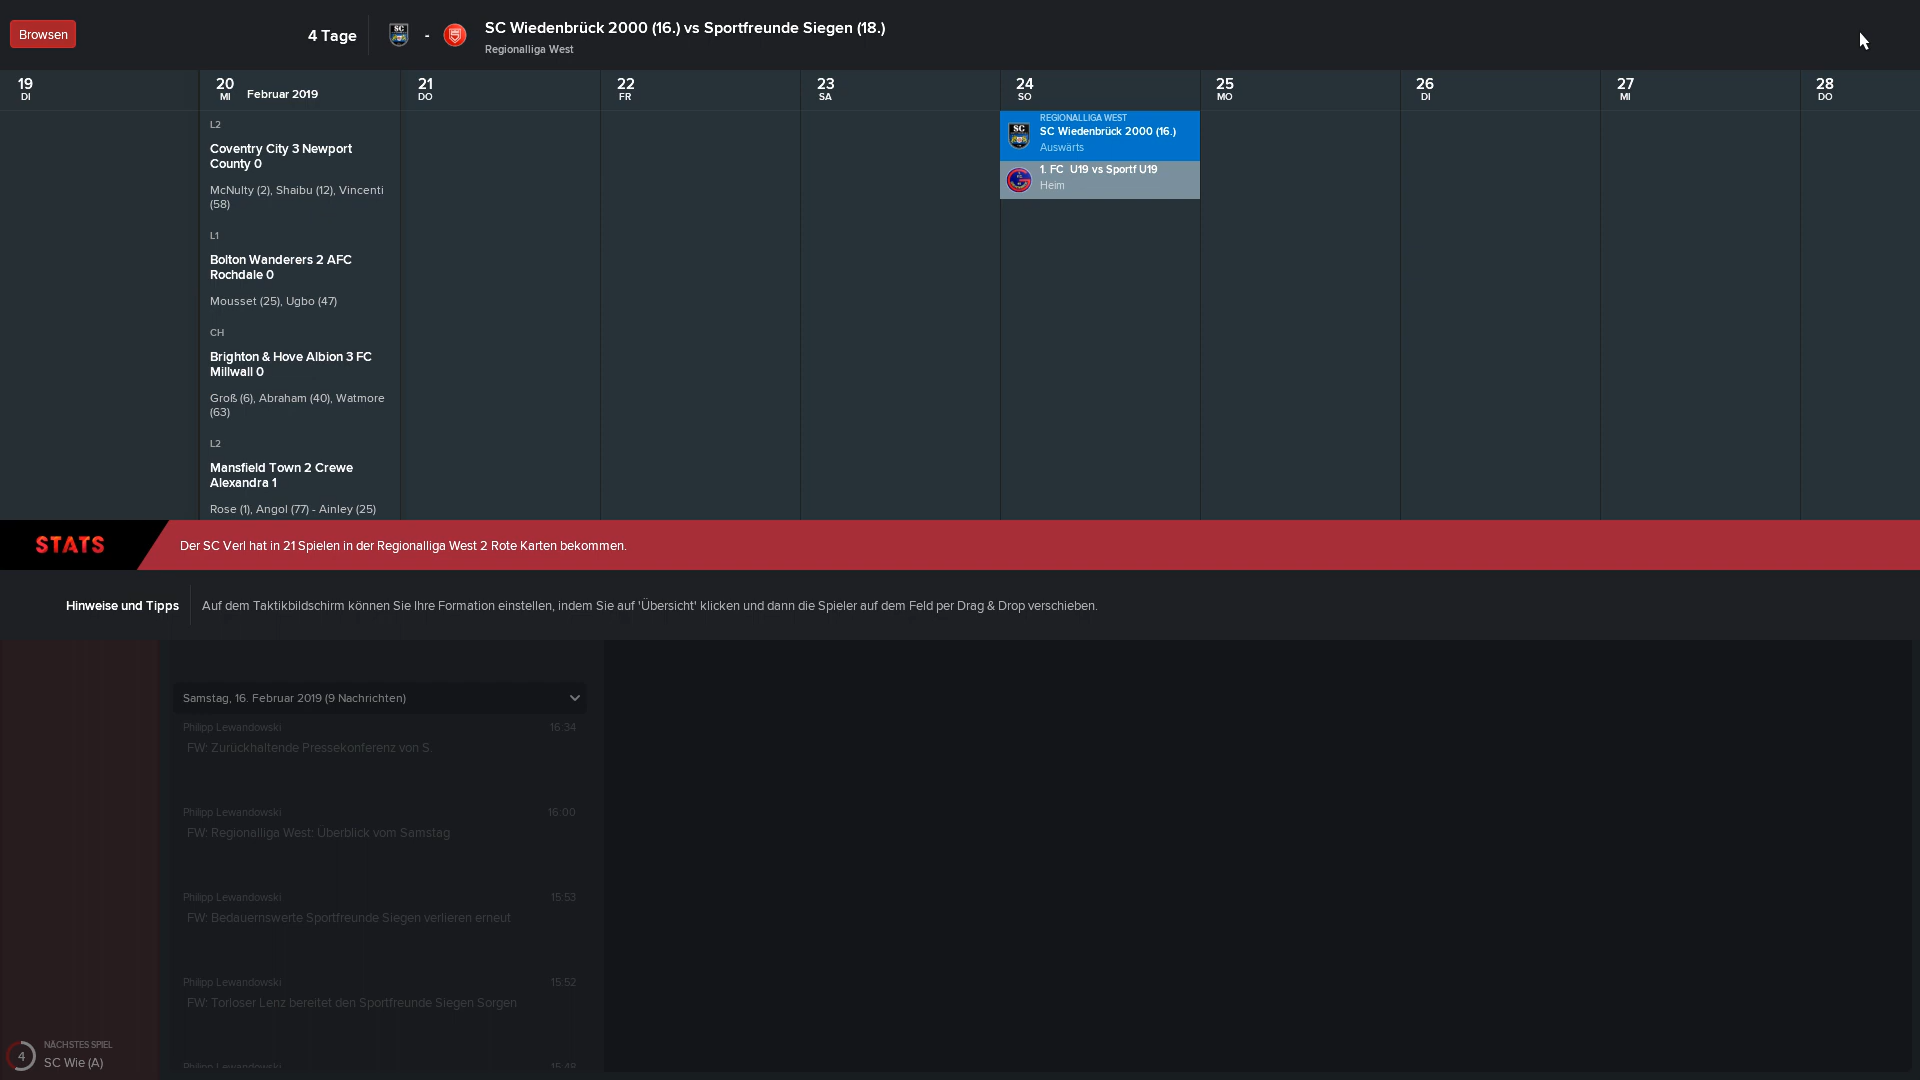 Browsen
4 Tage
-
SC Wiedenbrück 2000 (16.) vs Sportfreunde Siegen (18.)
Regionalliga West
19
DI
20
MI
Februar 2019
21
DO
22
FR
23
SA
24
SO
25
MO
26
DI
27
MI
28
DO
L2
Coventry City 3 Newport
County 0
McNulty (2), Shaibu (12), Vincenti
(58)
L1
Bolton Wanderers 2 AFC
Rochdale 0
Mousset (25), Ugbo (47)
CH
Brighton & Hove Albion 3 FC
Millwall 0
Groß (6), Abraham (40), Watmore
(63)
L2
Mansfield Town 2 Crewe
Alexandra 1
Rose (1), Angol (77) - Ainley (25)
SC
REGIONALLIGA WEST
SC Wiedenbrück 2000 (16.)
Auswärts
1. FC U19 vs Sportf U19
Heim
STATS
Der SC Verl hat in 21 Spielen in der Regionalliga West 2 Rote Karten bekommen.
Hinweise und Tipps
Auf dem Taktikbildschirm können Sie Ihre Formation einstellen, indem Sie auf 'Übersicht' klicken und dann die Spieler auf dem Feld per Drag & Drop verschieben.
Samstag, 16. Februar 2019 (9 Nachrichten)
Philipp Lewandowski
16:34
FW: Zurückhaltende Pressekonferenz von S.
Philipp Lewandowski
16:00
FW: Regionalliga West: Überblick vom Samstag
Philipp Lewandowski
15:53
FW: Bedauernswerte Sportfreunde Siegen verlieren erneut
Philipp Lewandowski
15:52
FW: Torloser Lenz bereitet den Sportfreunde Siegen Sorgen
Philipp Lewandowski
15:48
4
NÄCHSTES SPIEL
SC Wie (A)